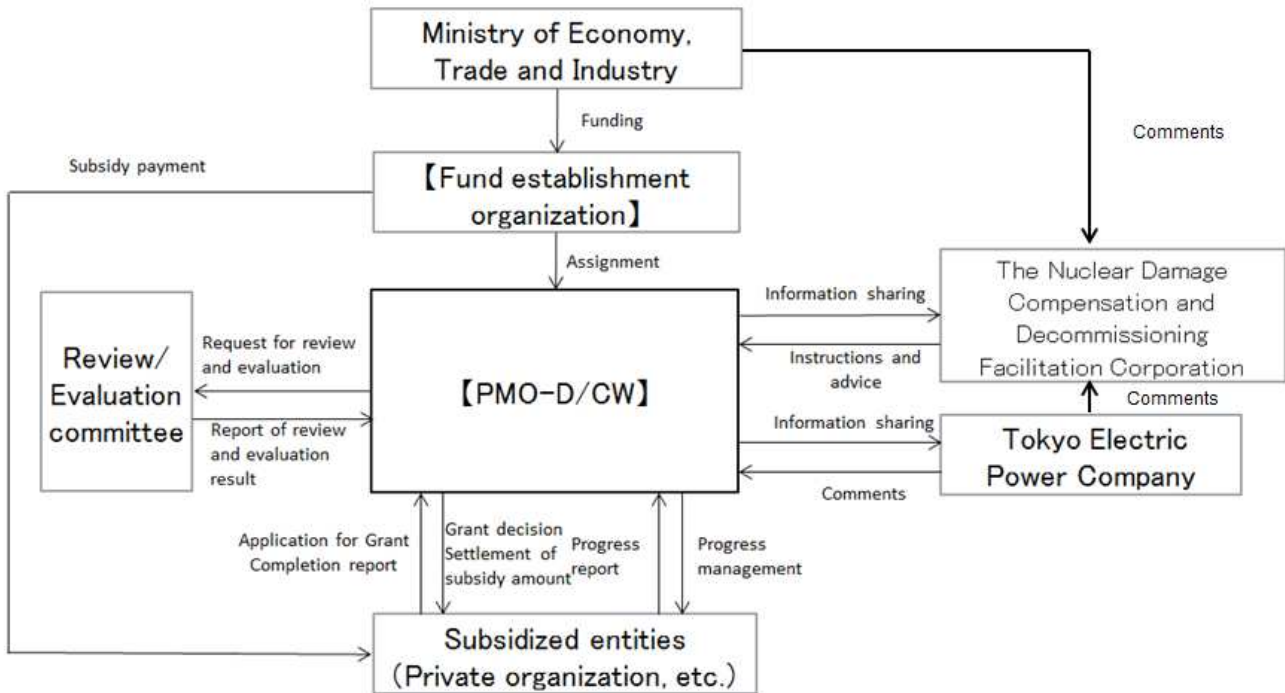 Ministry of Economy,
Trade and Industry
Funding
Comments
Subsidy payment
【Fund establishment
organization】
Assignment
The Nuclear Damage
Compensation and
Decommissioning
Facilitation Corporation
Information sharing
Instructions and
advice
Review/
Evaluation
committee
Request for review
and evaluation
Report of review
and evaluation
result
【PMO-D/CW】
Comments
Information sharing
Tokyo Electric
Power Company
Comments
Application for Grant
Completion report
Grant decision
Settlement of
subsidy amount
Progress
report
Progress
management
Subsidized entities
(Private organization, etc.)